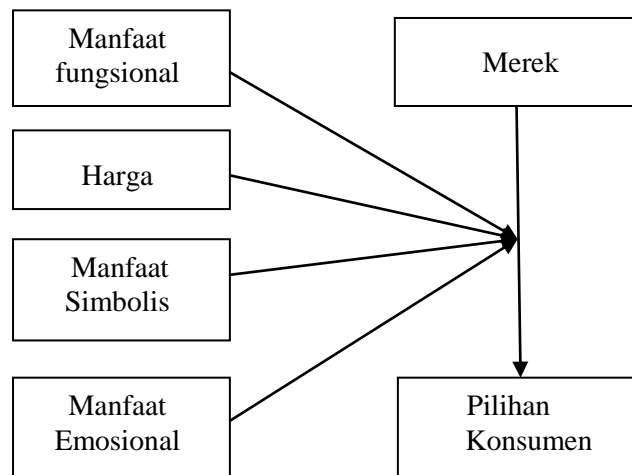 Manfaat
fungsional
Merek
Harga
Manfaat
Simbolis
Manfaat
Emosional
Pilihan
Konsumen